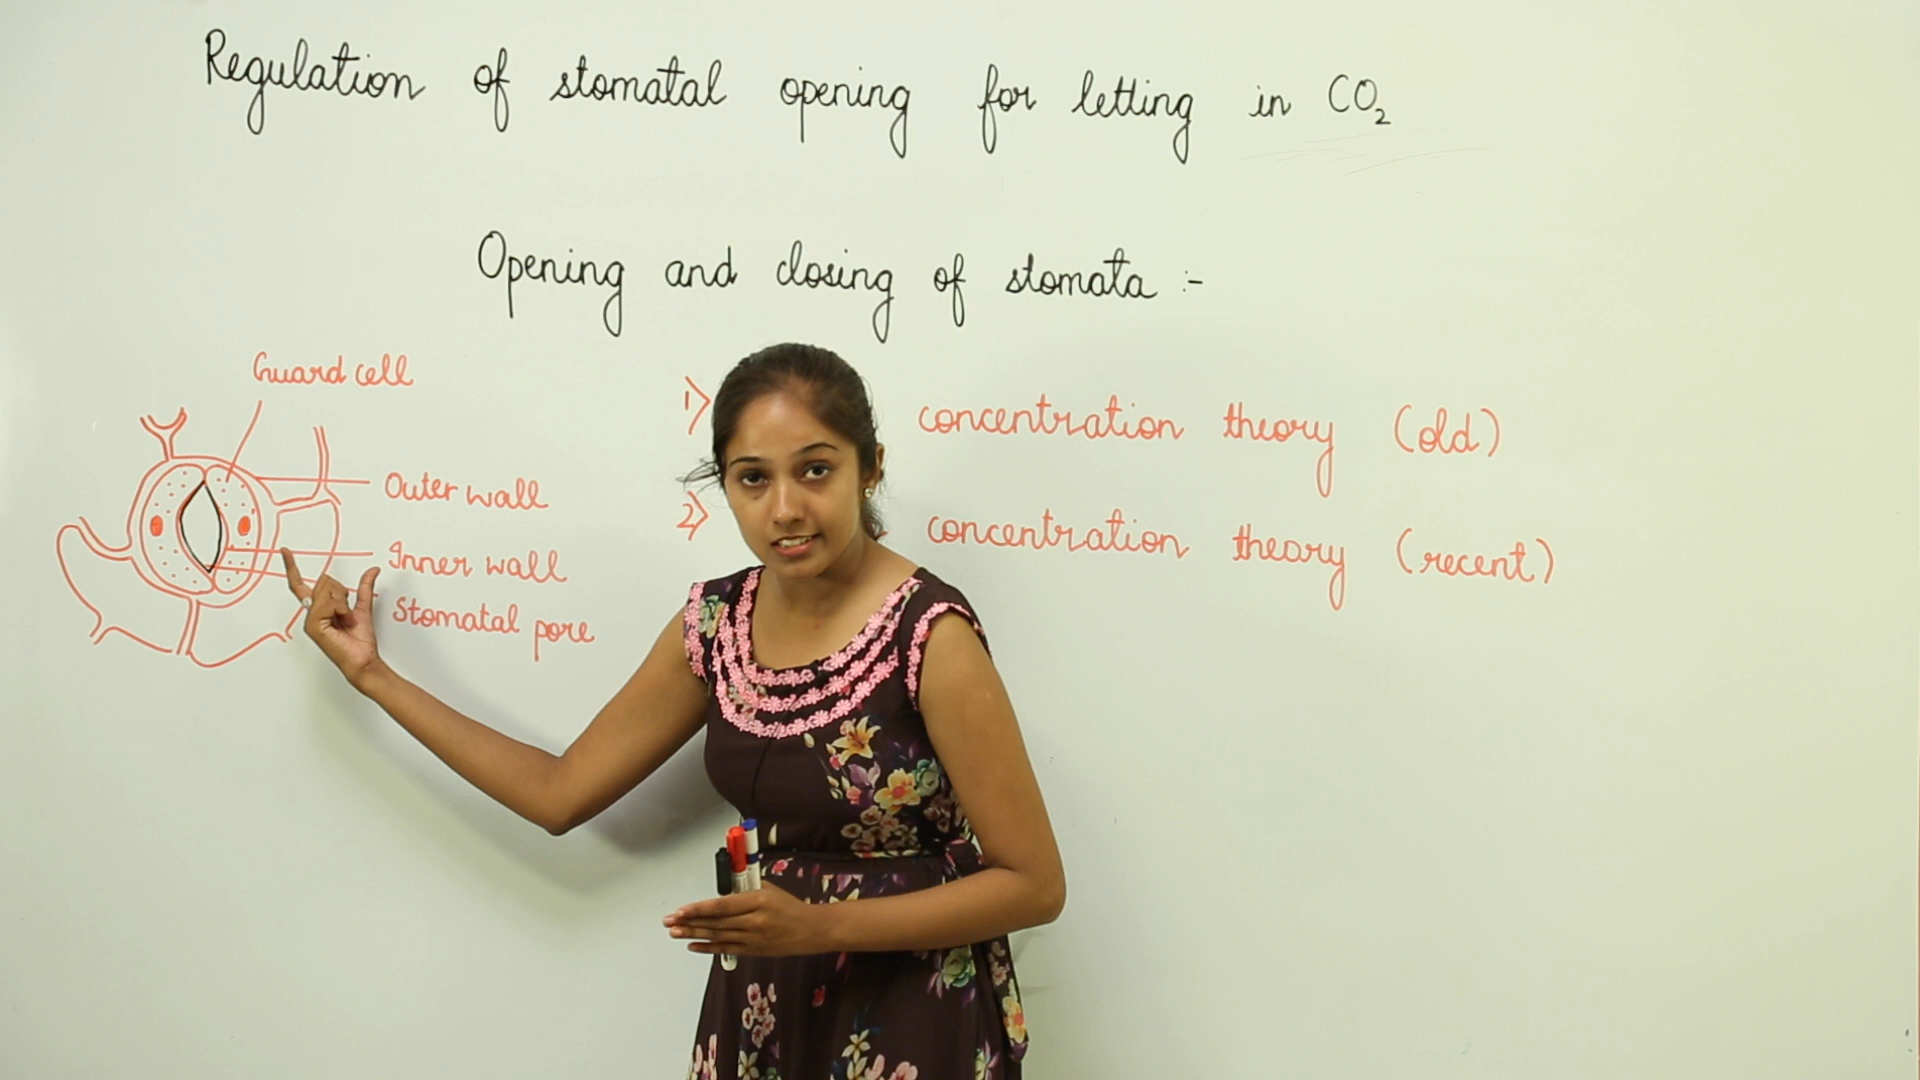 Regulation of stomatal opening for letting in CO₂
Opening and closing of stomata :-
Guard cell
Outer wall
Inner wall
Stomatal pore
1) concentration theory (old)
2) concentration theory (recent)